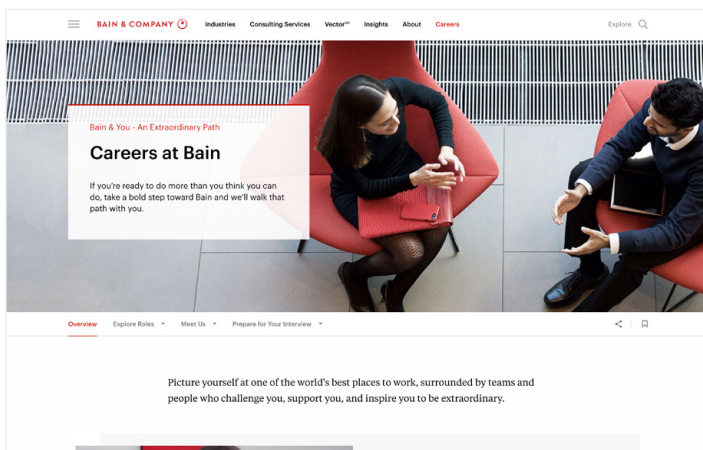 BAIN & COMPANY
Industries
Consulting Services
Vector℠
Insights
About
Careers
Explore
Bain & You - An Extraordinary Path
Careers at Bain
If you're ready to do more than you think you can
do, take a bold step toward Bain and we'll walk that
path with you.
Overview
Explore Roles
Meet Us
Prepare for Your Interview
Picture yourself at one of the world's best places to work, surrounded by teams and
people who challenge you, support you, and inspire you to be extraordinary.